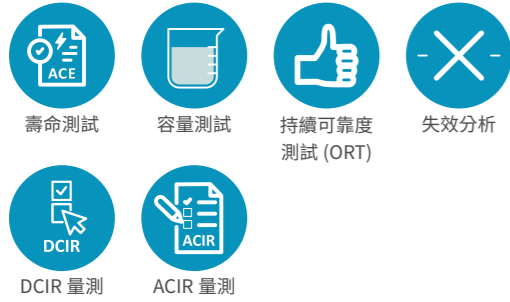 ACE
壽命測試
容量測試
持續可靠度
測試 (ORT)
失效分析
DCIR
DCIR 量測
ACIR
ACIR 量測